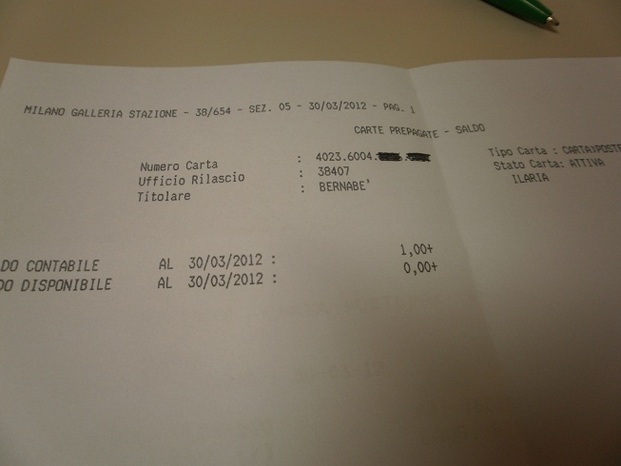 MILANO GALLERIA STAZIONE - 38/654 - SEZ. 05 - 30/03/2012 - PAG. 1
CARTE PREPAGATE - SALDO
Numero Carta : 4023.6004. Tipo Carta : CARTA
Ufficio Rilascio : 38407 Stato Carta: ATTIVA
Titolare : BERNABE' ILARIA
DO CONTABILE AL 30/03/2012 : 1,00+
DO DISPONIBILE AL 30/03/2012 : 0,00+